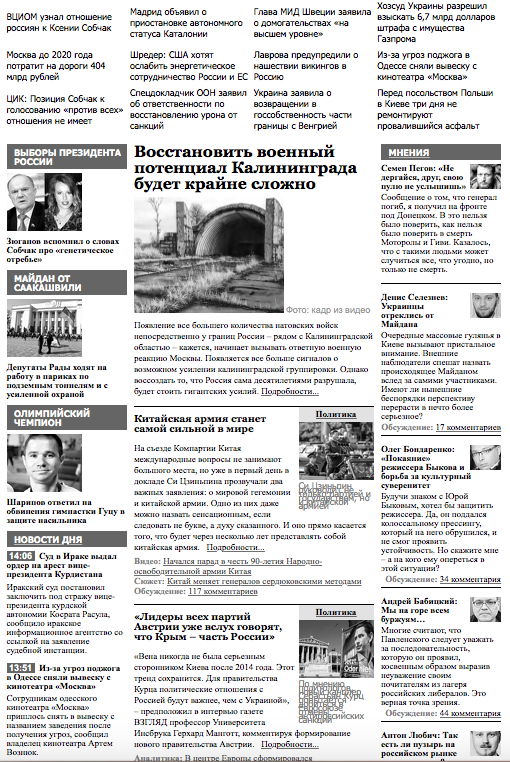 ВЦИОМ узнал отношение
россиян к Ксении Собчак
Москва до 2020 года
потратит на дороги 404
млрд рублей
ЦИК: Позиция Собчак к
голосованию «против всех»
отношения не имеет
Мадрид объявил о
приостановке автономного
статуса Каталонии
Шредер: США хотят
ослабить энергетическое
сотрудничество России и ЕС
Спецдокладчик ООН заявил
об ответственности по
восстановлению урона от
санкций
Глава МИД Швеции заявила
о домогательствах «на
высшем уровне»
Лаврова предупредили о
нашествии викингов в
Россию
Украина заявила о
возвращении в
госсобственность части
границы с Венгрией
Хозсуд Украины разрешил
взыскать 6,7 млрд долларов
штрафа с имущества
Газпрома
Из-за угроз поджога в
Одессе сняли вывеску с
кинотеатра «Москва»
Перед посольством Польши
в Киеве три дня не
ремонтируют
провалившийся асфальт
ВЫБОРЫ ПРЕЗИДЕНТА
РОССИИ
Зюганов вспомнил о словах
Собчак про «генетическое
отребье»
МАЙДАН ОТ
СААКАШВИЛИ
Депутаты Рады ходят на
работу в париках по
подземным тоннелям и с
усиленной охраной
ОЛИМПИЙСКИЙ
ЧЕМПИОН
Шарипов ответил на
обвинения гимпастки Гуцу в
защите насильника
НОВОСТИ ДНЯ
14:06 Суд в Ираке выдал
ордер на арест вице-
президента Курдистана
Иракский суд постановил
заключить под стражу вице-
президента курдской
автономии Косрата Расула,
сообщило иракское
информационное агентство со
ссылкой на заявление
судебной инстанции.
13:51 Из-за угроз поджога
в Одессе сняли вывеску с
кинотеатра «Москва»
Сотрудникам одесского
кинотеатра «Москва»
пришлось снять в вывеску с
названием заведения после
получения угроз, сообщил
владелец кинотеатра Артем
Вознюк.
Восстановить военный
потенциал Калининграда
будет крайне сложно
Фото: кадр из видео
Появление все большего количества натовских войск
непосредственно у границ России – рядом с Калининградской
областью – кажется, начинает вызывать ответную военную
реакцию Москвы. Появляется все больше сигналов о
возможном усилении калининградской группировки. Однако
воссоздать то, что Россия сама десятилетиями разрушала,
будет стоить гигантских усилий. Подробности...
Китайская армия станет
самой сильной в мире
На съезде Компартии Китая
международные вопросы не занимают
большого места, но уже в первый день в
докладе Си Цзиньпина прозвучали два
важных заявления: о мировой гегемонии
и китайской армии. Одно из них даже
можно назвать сенсационным, если
следовать не букве, а духу сказанного. И оно прямо касается
того, что будет через несколько лет представлять собой
китайская армия. Подробности...
Видео: Начался парад в честь 90-летия Народно-
освободительной армии Китая
Сюжет: Китай меняет генералов сердюковскими методами
Обсуждение: 117 комментариев
Политика
Си Цзиньпин
«Лидеры всех партий
Австрии уже вслух говорят,
что Крым – часть России»
«Вена никогда не была серьезным
сторонником Киева после 2014 года. Этот
тренд сохранится. Для правительства
Курца политические отношения с
Россией будут важнее, чем с Украиной»,
– предположил в интервью газете
ВЗГЛЯД профессор Университета
Инсбрука Герхард Манготт, комментируя формирование
нового правительства Австрии. Подробности...
Аналитика: В центре Европы сформировался
Политика
По мнению
МНЕНИЯ
Семен Пегов: «Не
дергайся, друг, свою
пулю не услышишь»
Сообщение о том, что генерал
погиб, я получил на фронте
под Донецком. В это нельзя
было поверить, как нельзя
было поверить в смерть
Моторолы и Гиви. Казалось,
что с такими людьми может
случиться все, что угодно, но
только не смерть.
Денис Селезнев:
Украинцы
отреклись от
Майдана
Очередные массовые гулянья в
Киеве вызывают пристальное
внимание. Внешние
наблюдатели спешат назвать
происходящее Майданом
вслед за самими участниками.
Имеют ли нынешние
беспорядки перспективу
перерасти в нечто более
серьезное?
Обсуждение: 17 комментариев
Олег Бондаренко:
«Покаяние»
режиссера Быкова и
борьба за культурный
суверенитет
Будучи знаком с Юрой
Быковым, хотел бы защитить
режиссера. Да, он поддался
колоссальному прессингу,
который на него обрушился, и
не смог проявить
устойчивость. Но скажите мне
– а на кого ему опереться в
этой ситуации?
Обсуждение: 34 комментария
Андрей Бабицкий:
Мы на горе всем
буржуям…
Многие считают, что
Павленского следует уважать
за последовательность,
которую он проявил,
косвенным образом выразив
неуважение своим
почитателям из лагеря
российских либералов. Это
верная точка зрения.
Обсуждение: 44 комментария
Антон Любич: Так
есть ли пузырь на
российском рынке